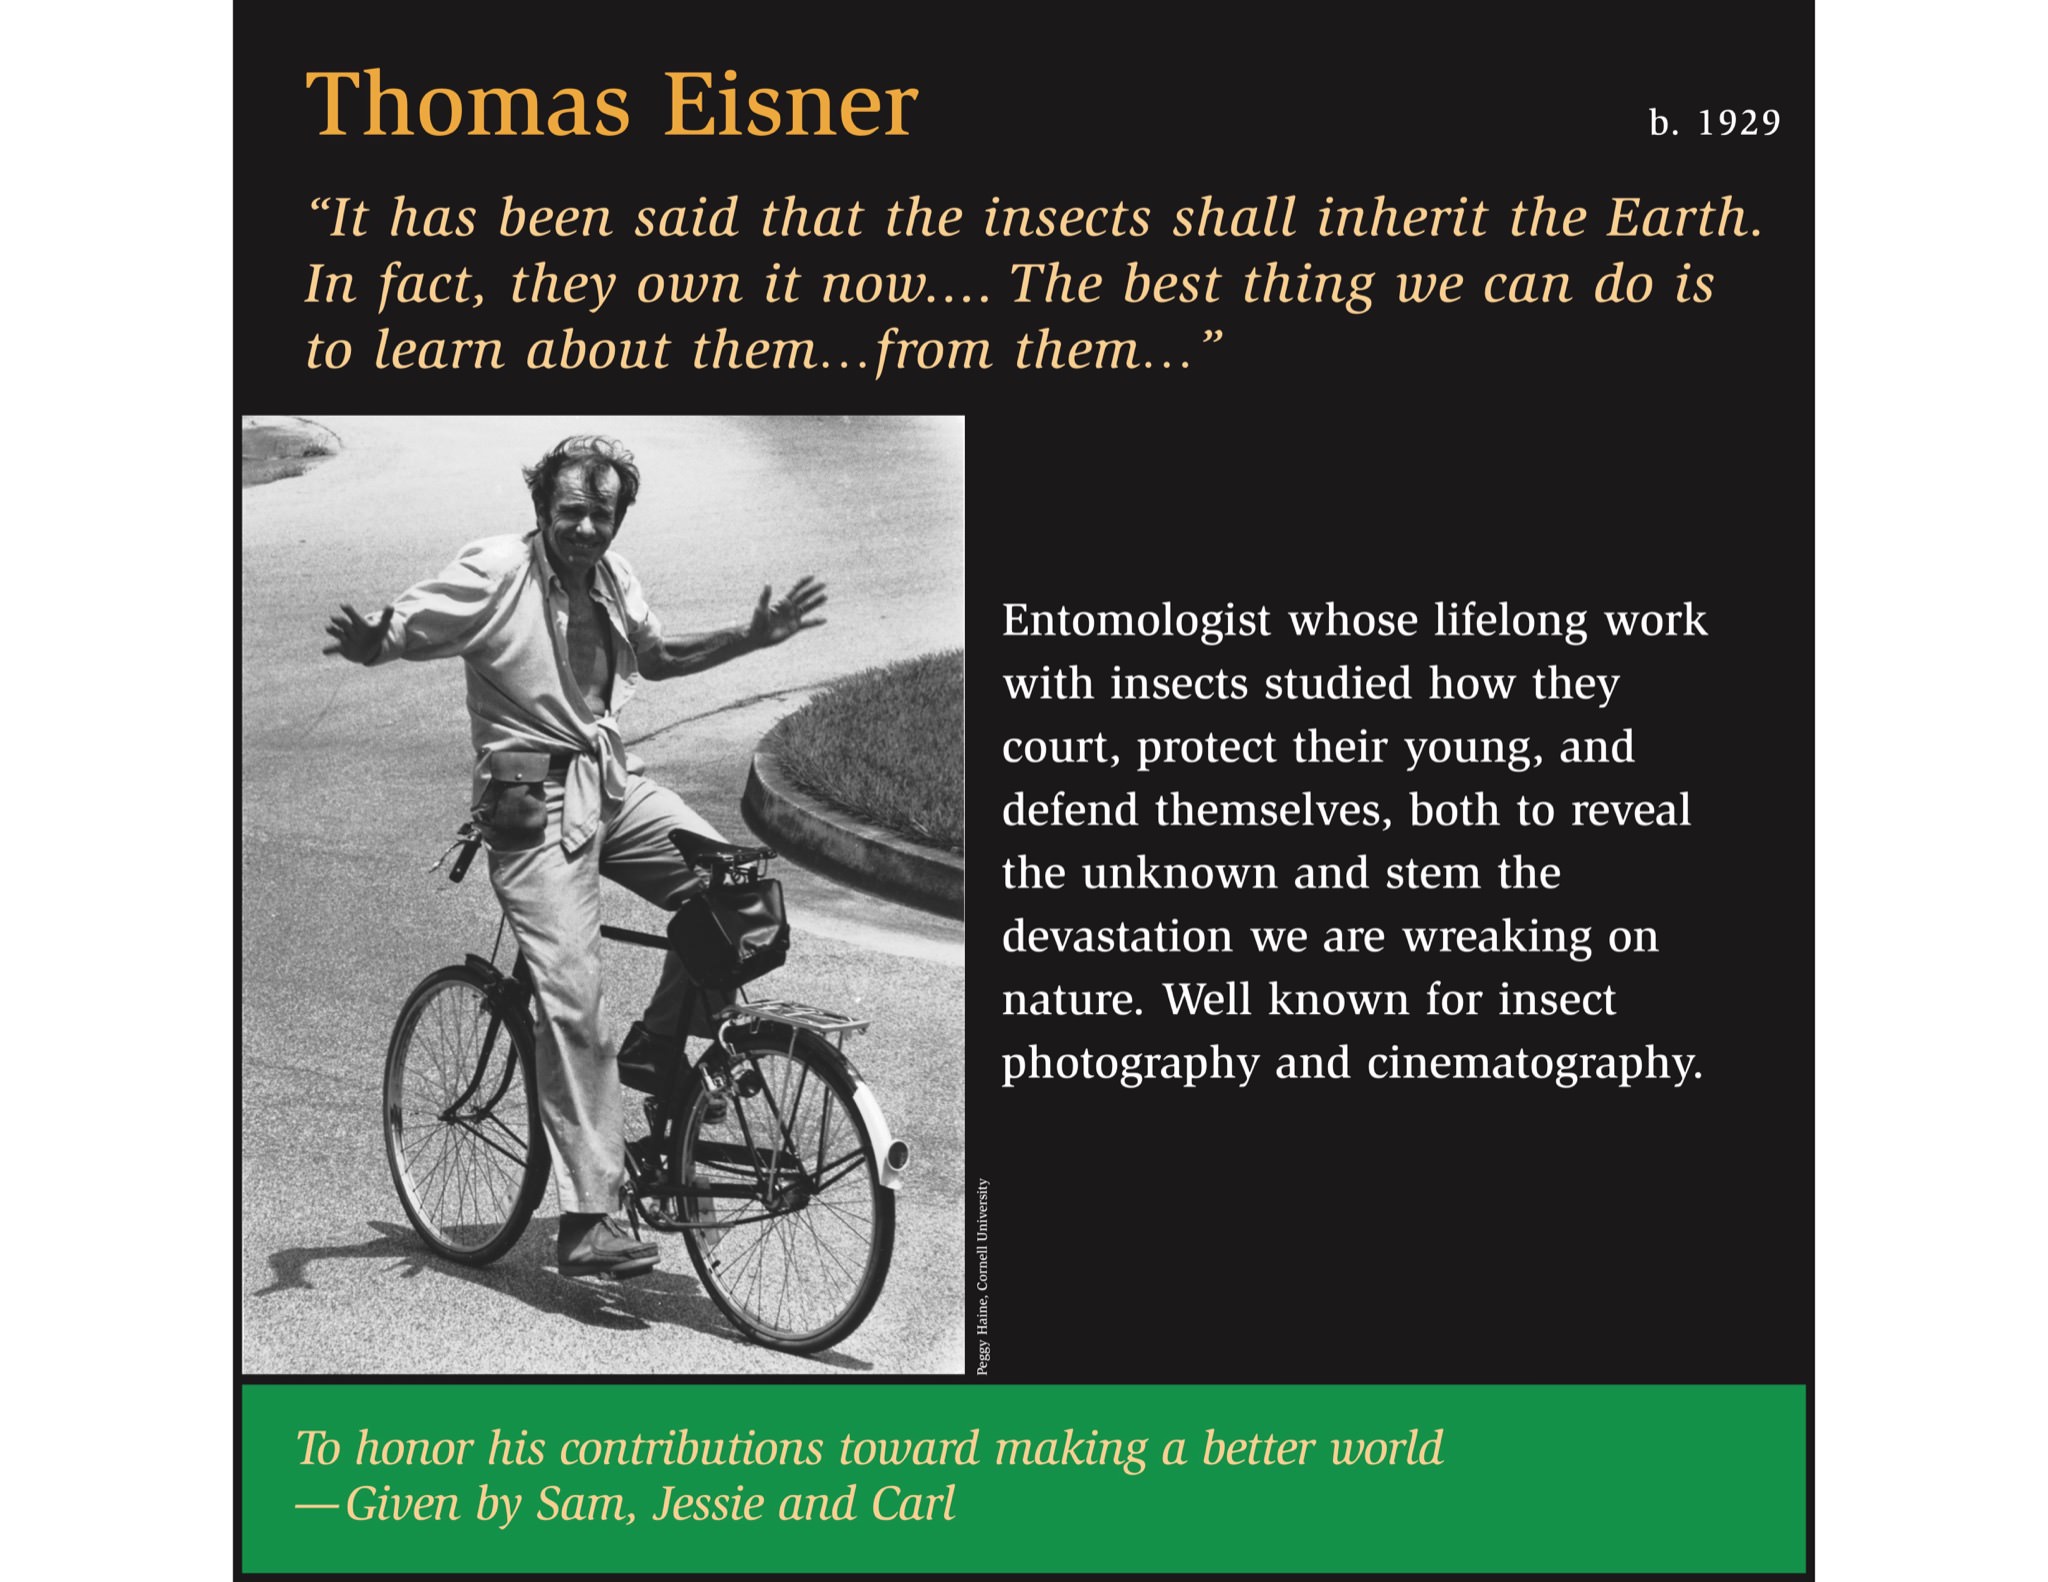 Thomas Eisner
b. 1929
“It has been said that the insects shall inherit the Earth.
In fact, they own it now.... The best thing we can do is
to learn about them...from them...”
Entomologist whose lifelong work
with insects studied how they
court, protect their young, and
defend themselves, both to reveal
the unknown and stem the
devastation we are wreaking on
nature. Well known for insect
photography and cinematography.
Peggy Haine, Cornell University
To honor his contributions toward making a better world
—Given by Sam, Jessie and Carl